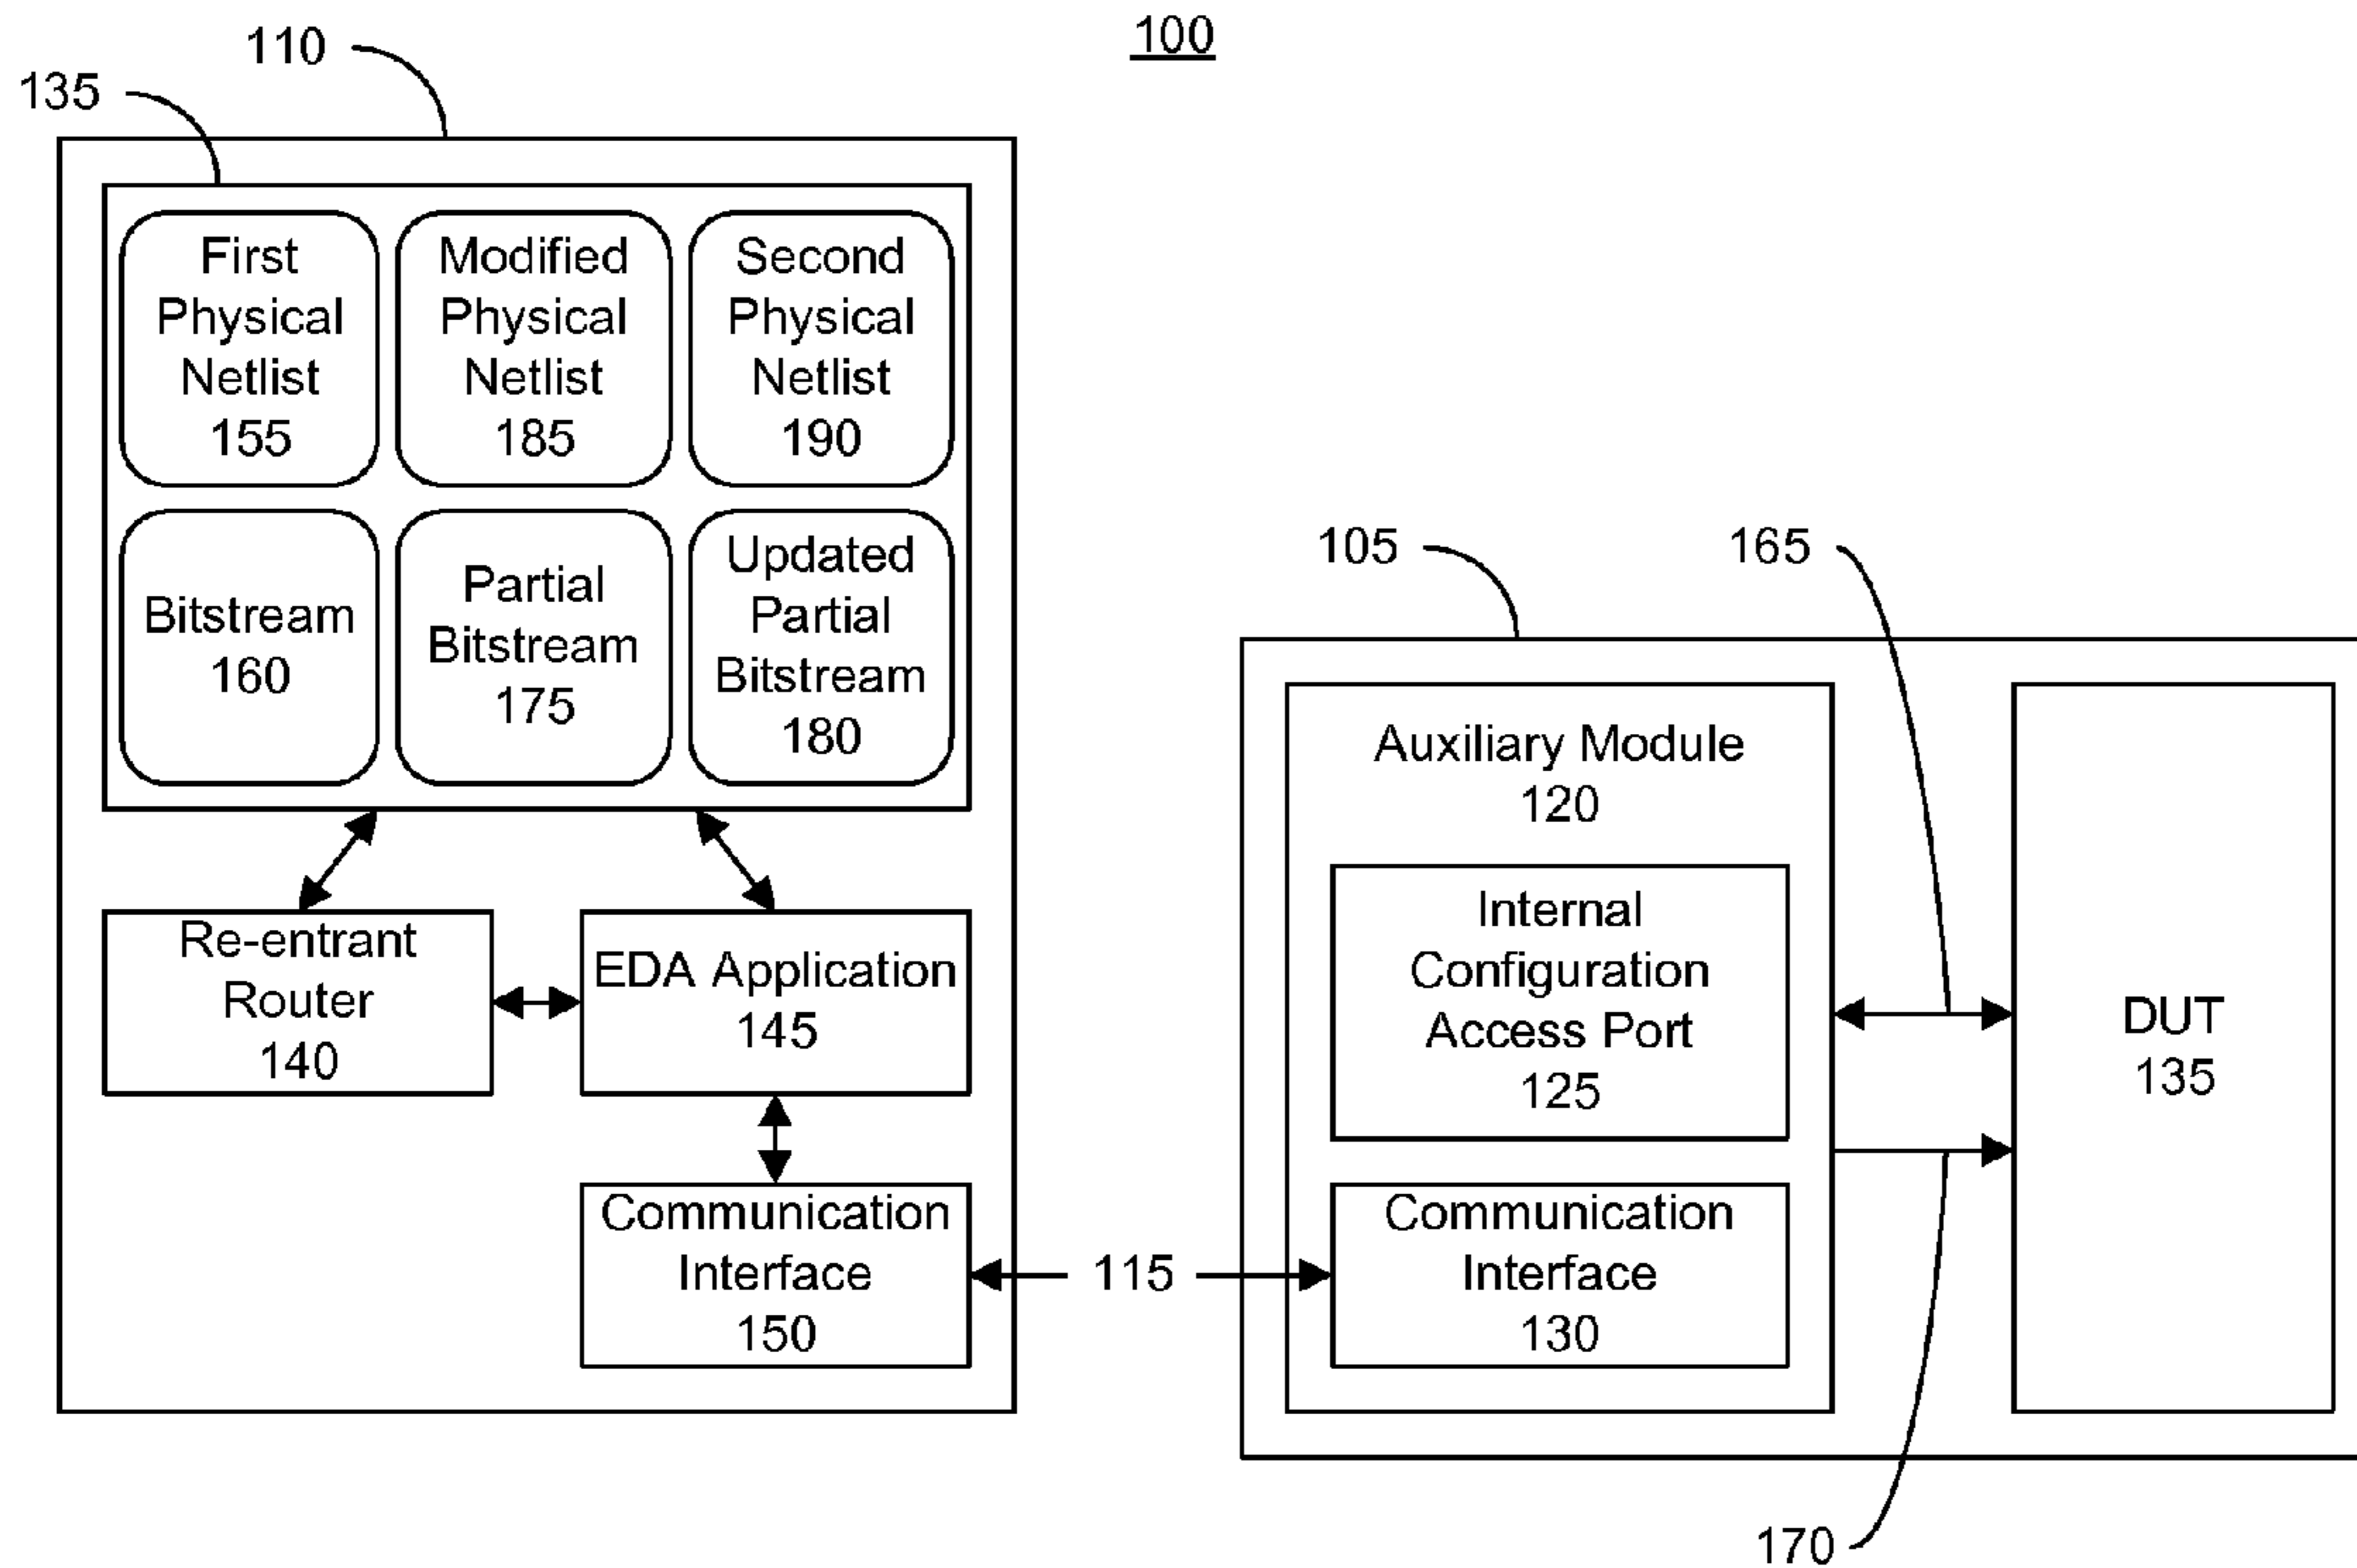 100
110
135
First
Physical
Netlist
155
Modified
Physical
Netlist
185
Second
Physical
Netlist
190
Bitstream
160
Partial
Bitstream
175
Updated
Partial
Bitstream
180
Re-entrant
Router
140
EDA Application
145
Communication
Interface
150
115
105
165
Auxiliary Module
120
Internal
Configuration
Access Port
125
Communication
Interface
130
DUT
135
170